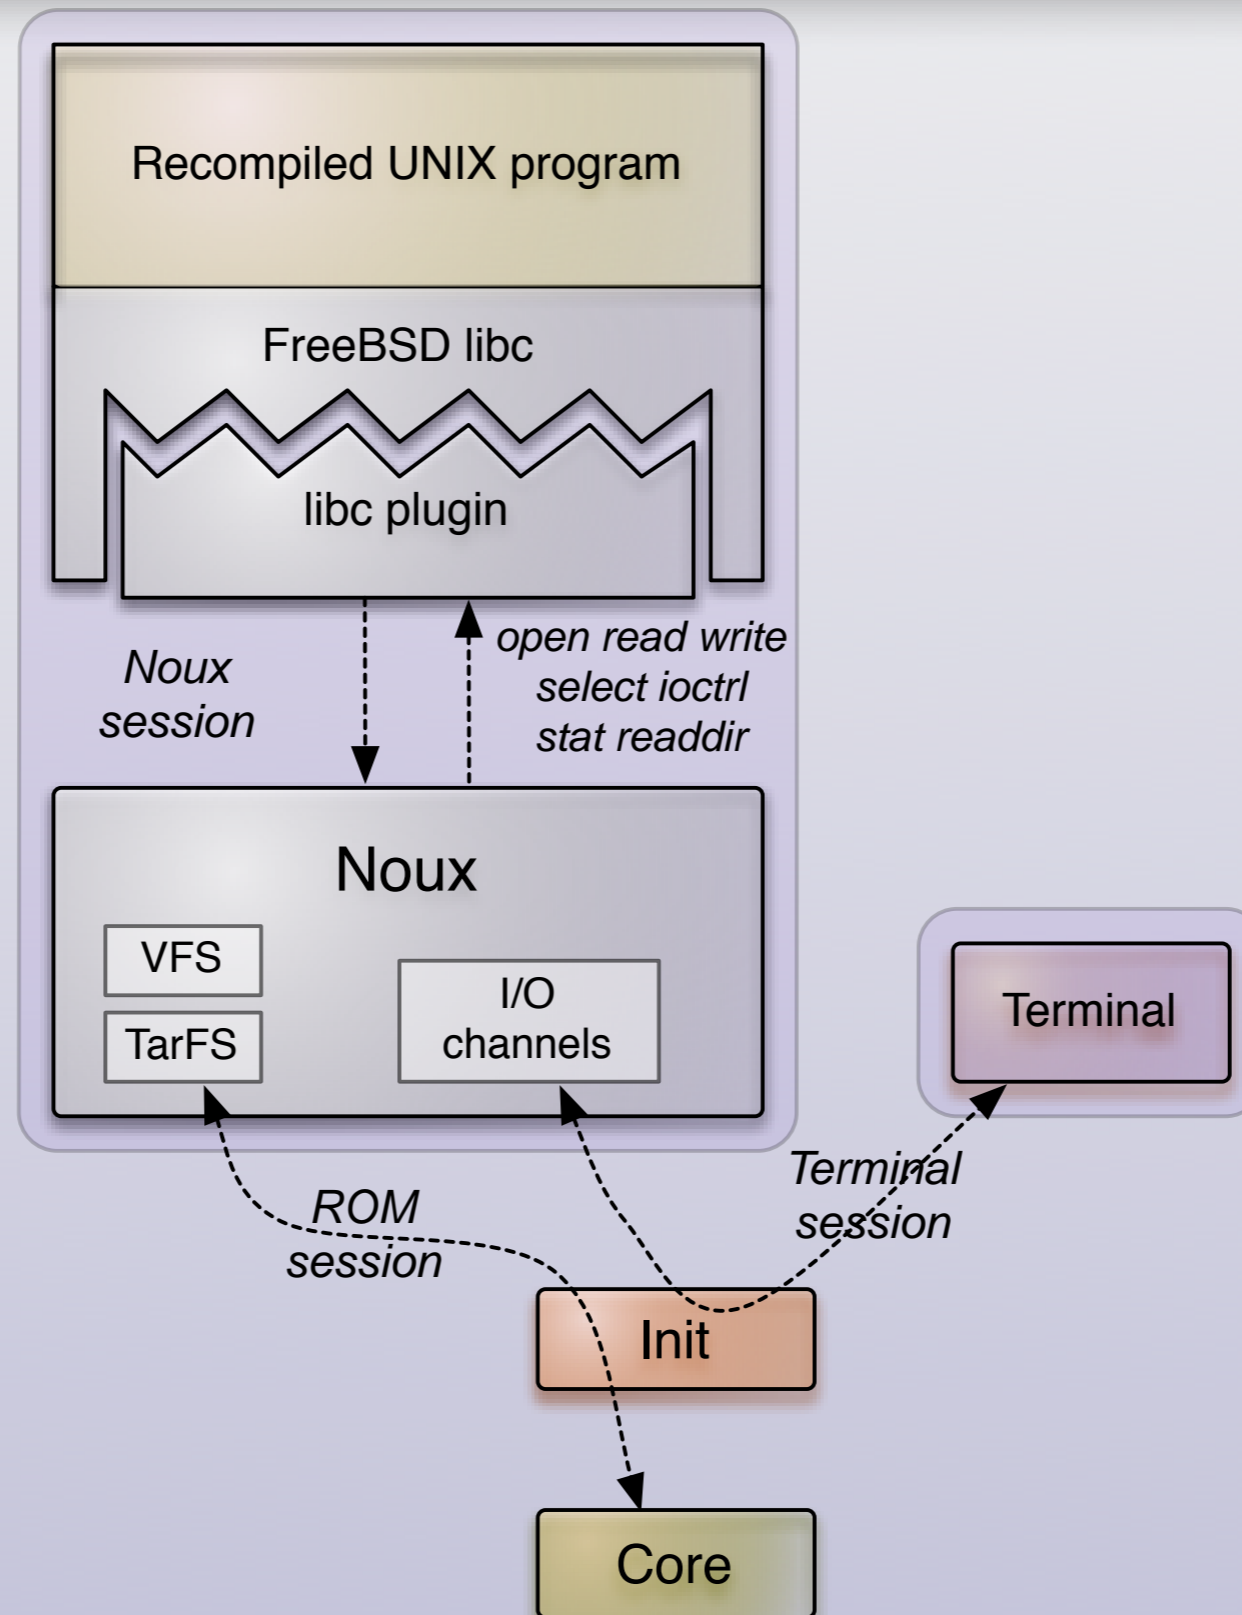 Recompiled UNIX program
FreeBSD libc
libc plugin
Noux
session
open read write
select ioctrl
stat readdir
Noux
VFS
TarFS
I/O
channels
Terminal
Terminal
session
ROM
session
Init
Core